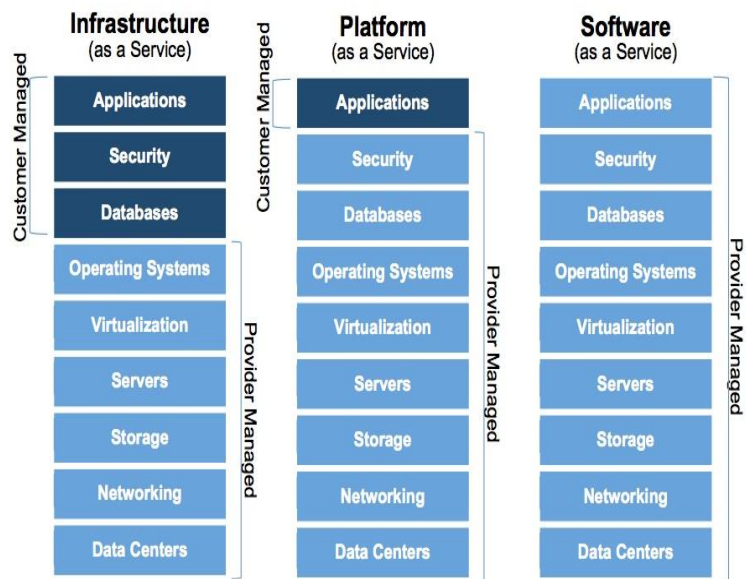 Infrastructure
(as a Service)
Customer Managed
Applications
Security
Databases
Operating Systems
Virtualization
Servers
Storage
Networking
Data Centers
Provider Managed
Platform
(as a Service)
Customer Managed
Applications
Security
Databases
Operating Systems
Virtualization
Servers
Storage
Networking
Data Centers
Provider Managed
Software
(as a Service)
Applications
Security
Databases
Operating Systems
Virtualization
Servers
Storage
Networking
Data Centers
Provider Managed